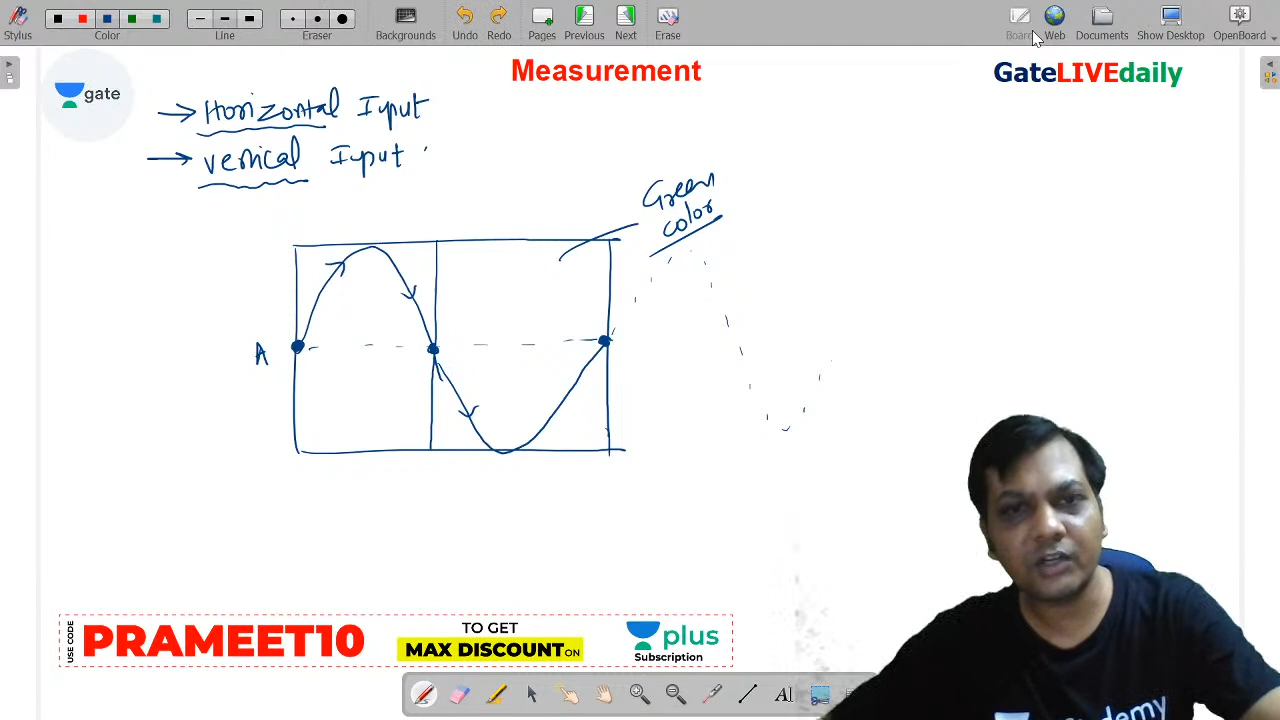 Stylus
Color
Line
Eraser
Backgrounds
Undo
Redo
Pages
Previous
Next
Erase
Board
Web
Documents
Show Desktop
OpenBoard
gate
Measurement
GateLIVEdaily
→ Horizontal Input
→ vertical Input
Green
color
A
USE CODE
PRAMEET10
TO GET
MAX DISCOUNT ON
plus
Subscription